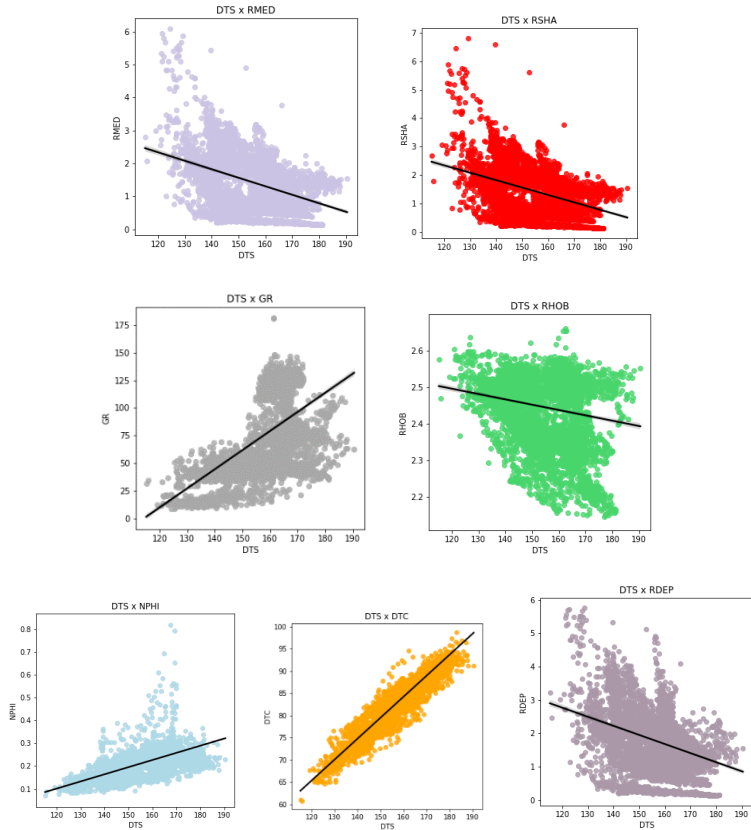 DTS x RMED
6
5
4
3
2
1
0
RMED
120 130 140 150 160 170 180 190
DTS
DTS x RSHA
7
6
5
4
3
2
1
0
RSHA
120 130 140 150 160 170 180 190
DTS
DTS x GR
175
150
125
100
75
50
25
0
GR
120 130 140 150 160 170 180 190
DTS
DTS x RHOB
2.6
2.5
2.4
2.3
2.2
RHOB
120 130 140 150 160 170 180 190
DTS
DTS x NPHI
0.8
0.7
0.6
0.5
0.4
0.3
0.2
0.1
NPHI
120 130 140 150 160 170 180 190
DTS
DTS x DTC
100
95
90
85
80
75
70
65
60
DTC
120 130 140 150 160 170 180 190
DTS
DTS x RDEP
6
5
4
3
2
1
0
RDEP
120 130 140 150 160 170 180 190
DTS